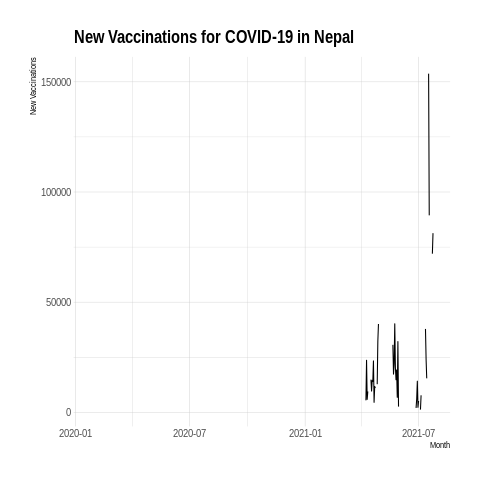 New Vaccinations for COVID-19 in Nepal
New Vaccinations
150000
100000
50000
0
2020-01 2020-07 2021-01 2021-07
Month